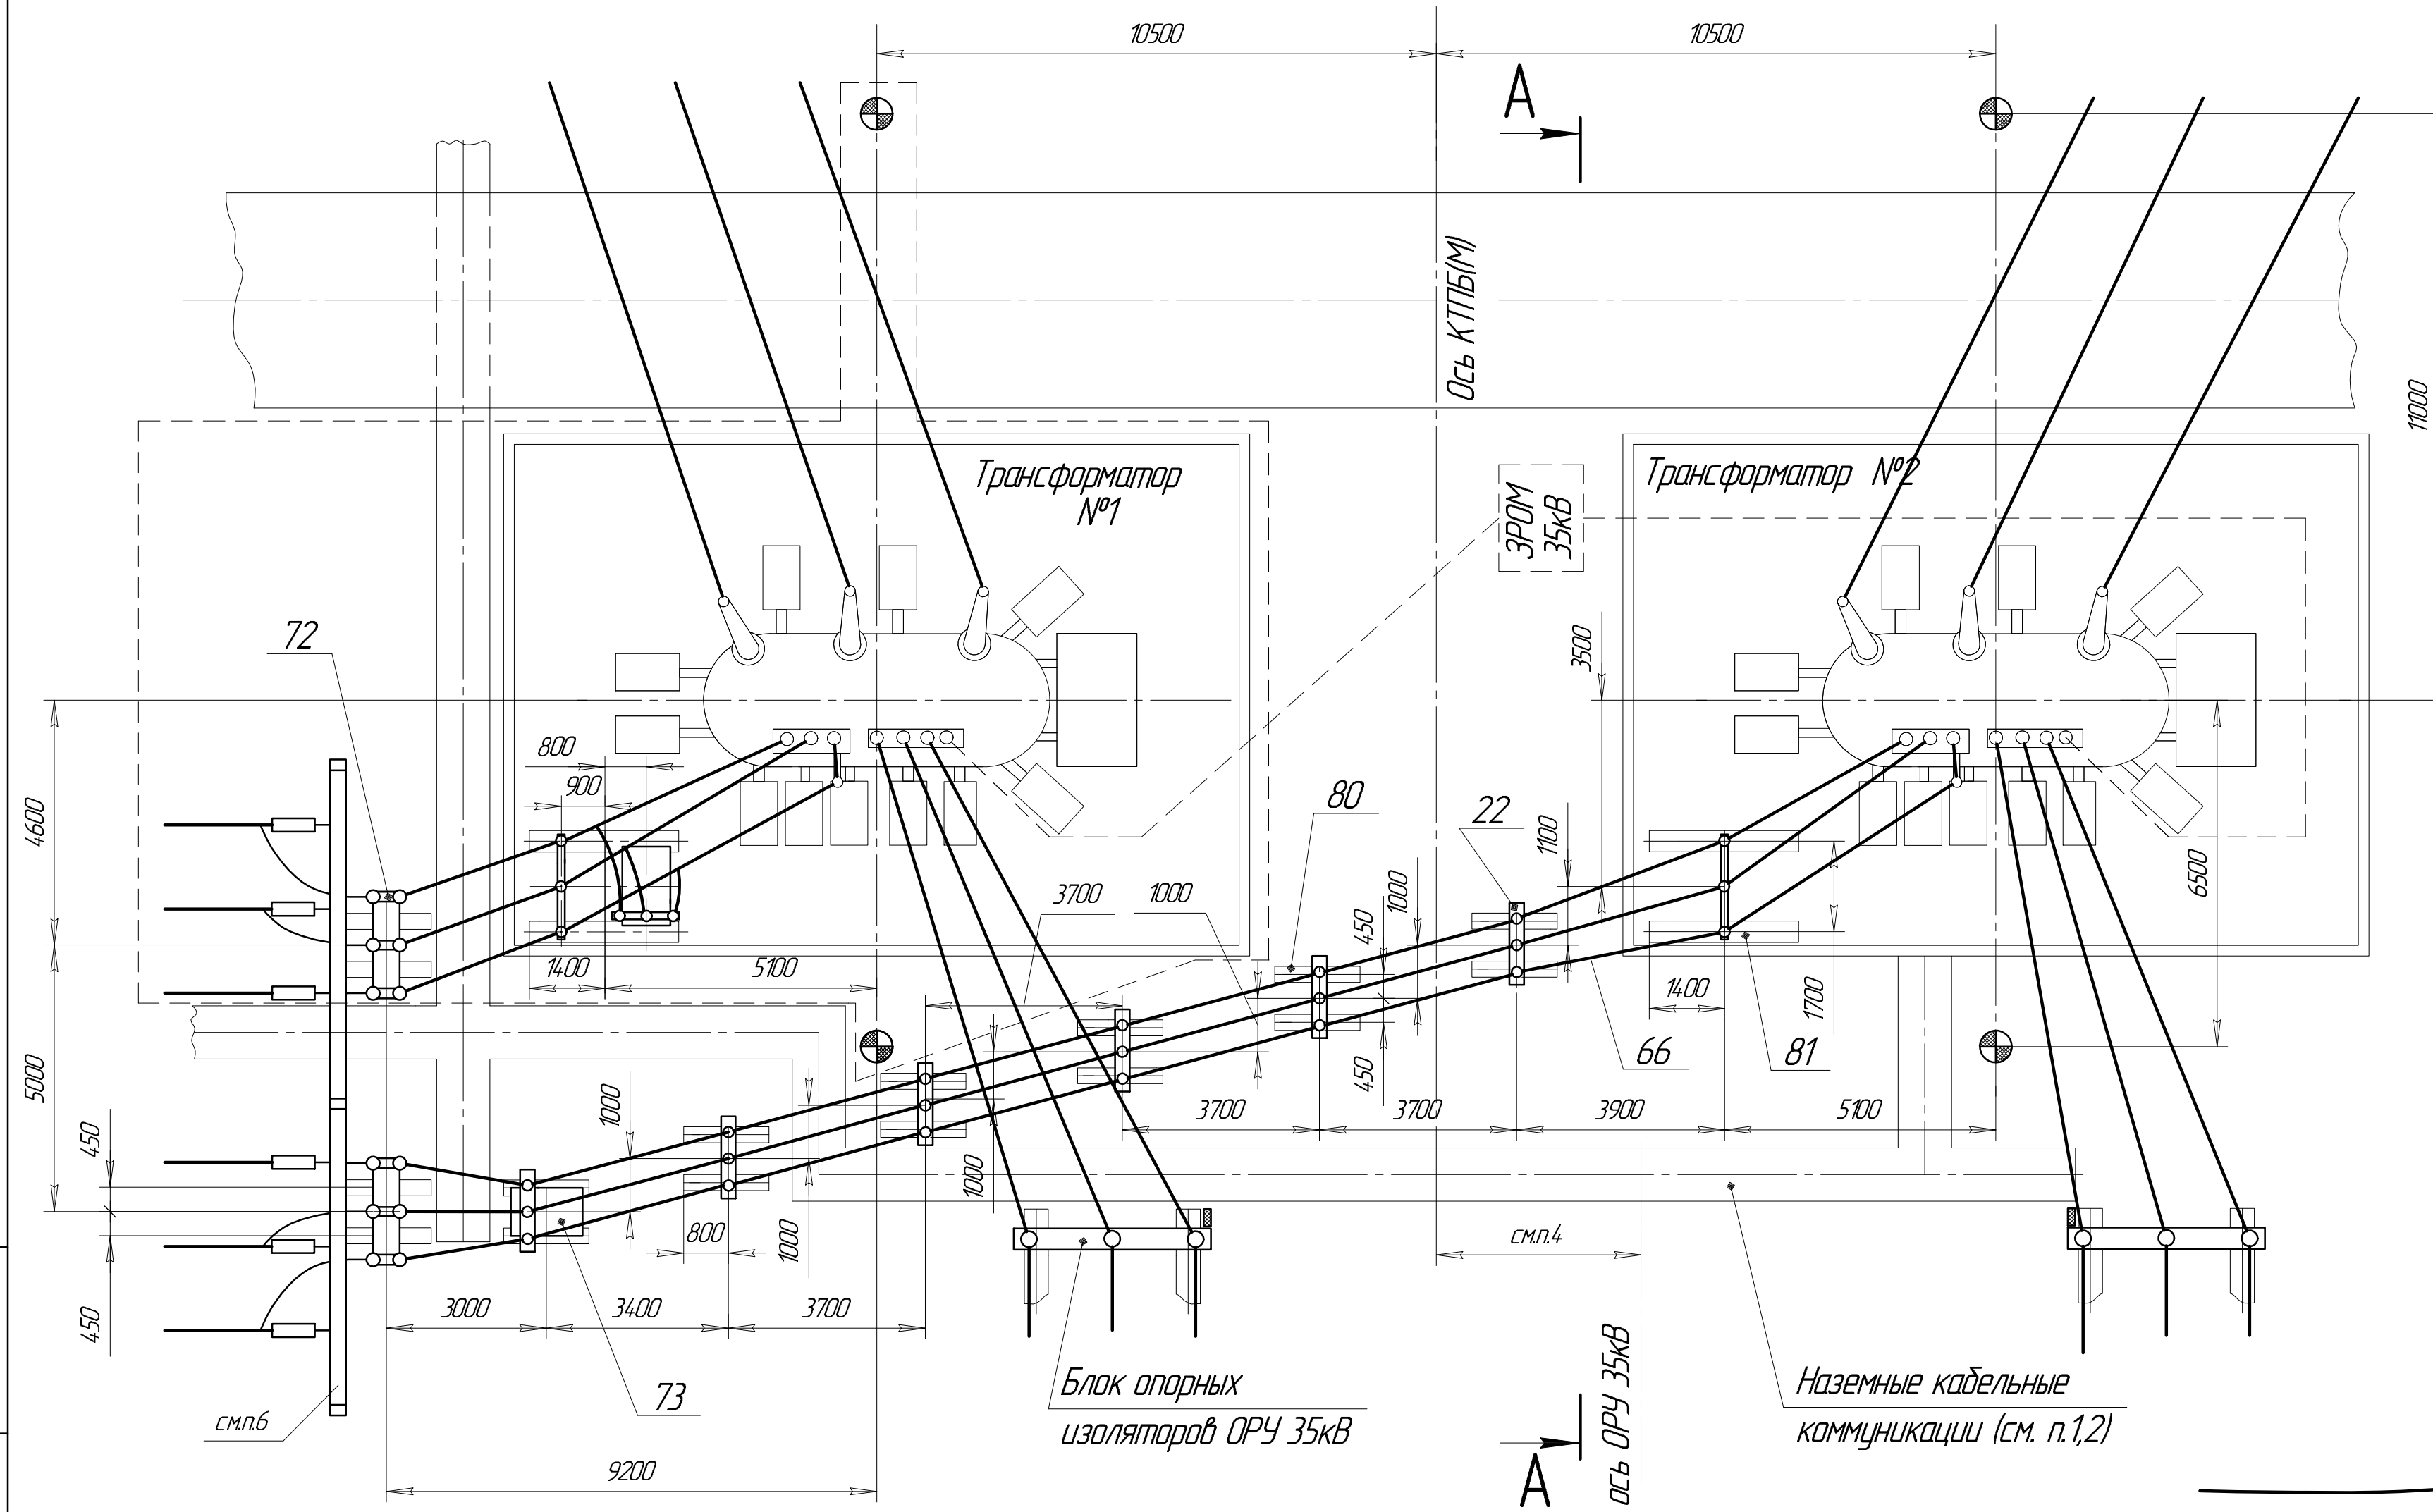 10500
10500
А
Ось КТПБ(М)
11000
Трансформатор
№1
ЗРОМ
35кВ
Трансформатор №2
72
3500
800
900
4600
80
22
1100
6500
3700
1000
450
1000
1400
5100
1400
1700
5000
450
66
81
1000
450
3700
3700
3900
5100
1000
800
1000
см.п.4
3000
3400
3700
450
73
Блок опорных
изоляторов ОРУ 35кВ
ось ОРУ 35кВ
Наземные кабельные
коммуникации (см. п.1,2)
см.п.6
9200
А